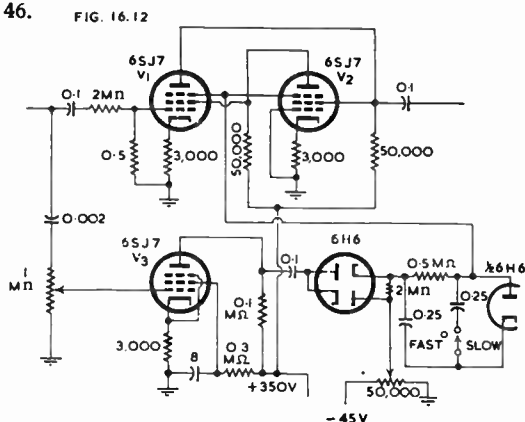 46.
FIG. 16.12
6SJ7
V1
6SJ7
V2
0·1
2MΩ
0·1
0·5
3,000
50,000
3,000
50,000
0·002
6SJ7
V3
6H6
0·1
0·5MΩ
½6H6
1
MΩ
0·1
MΩ
2
MΩ
0·25
0·25
FAST
SLOW
3,000
8
0·3
MΩ
+350V
50,000
-45V